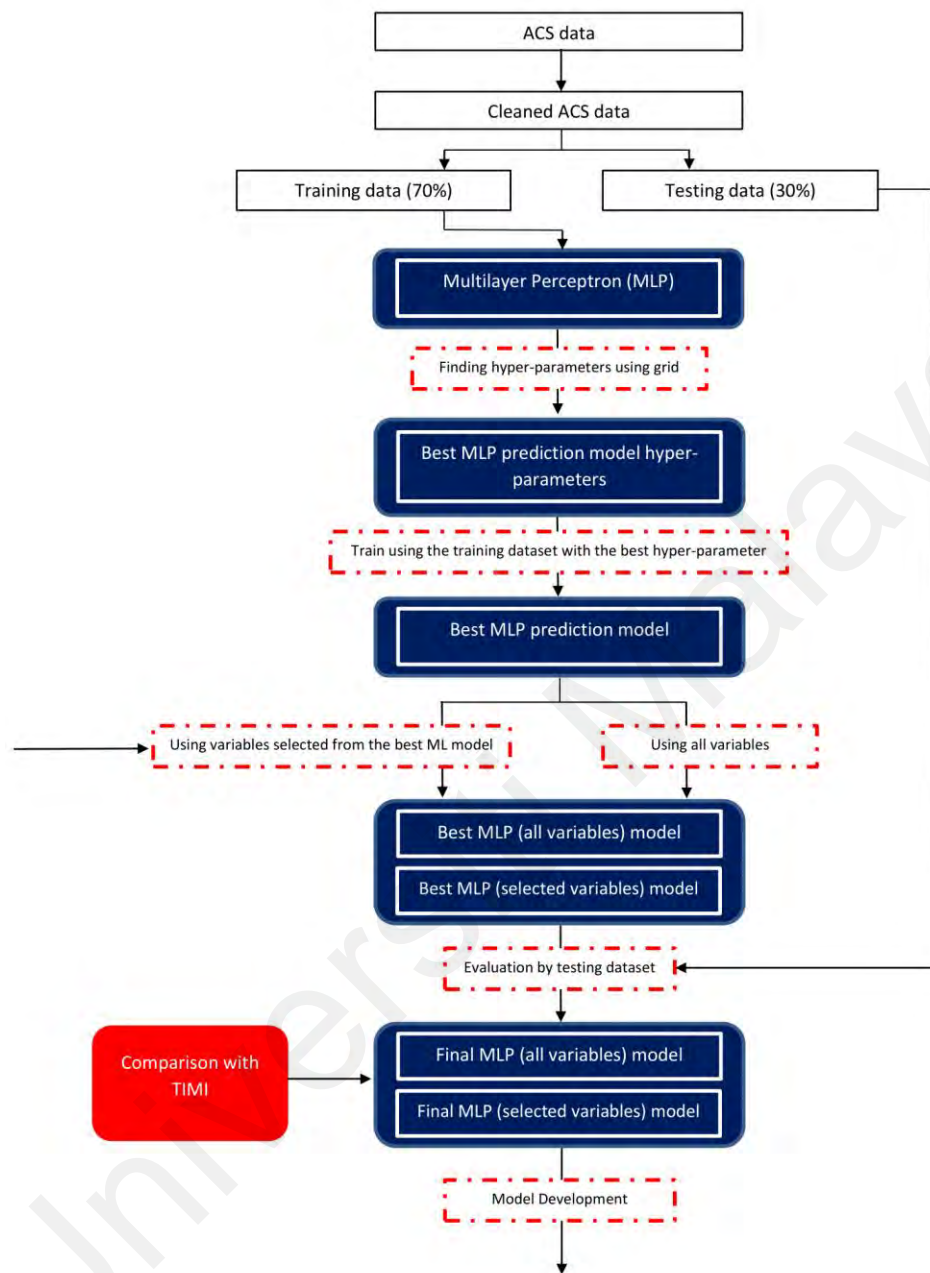 ACS data
Cleaned ACS data
Training data (70%)
Testing data (30%)
Multilayer Perceptron (MLP)
Finding hyper-parameters using grid
Best MLP prediction model hyper-
parameters
Train using the training dataset with the best hyper-parameter
Best MLP prediction model
Using variables selected from the best ML model
Using all variables
Best MLP (all variables) model
Best MLP (selected variables) model
Evaluation by testing dataset
Comparison with
TIMI
Final MLP (all variables) model
Final MLP (selected variables) model
Model Development